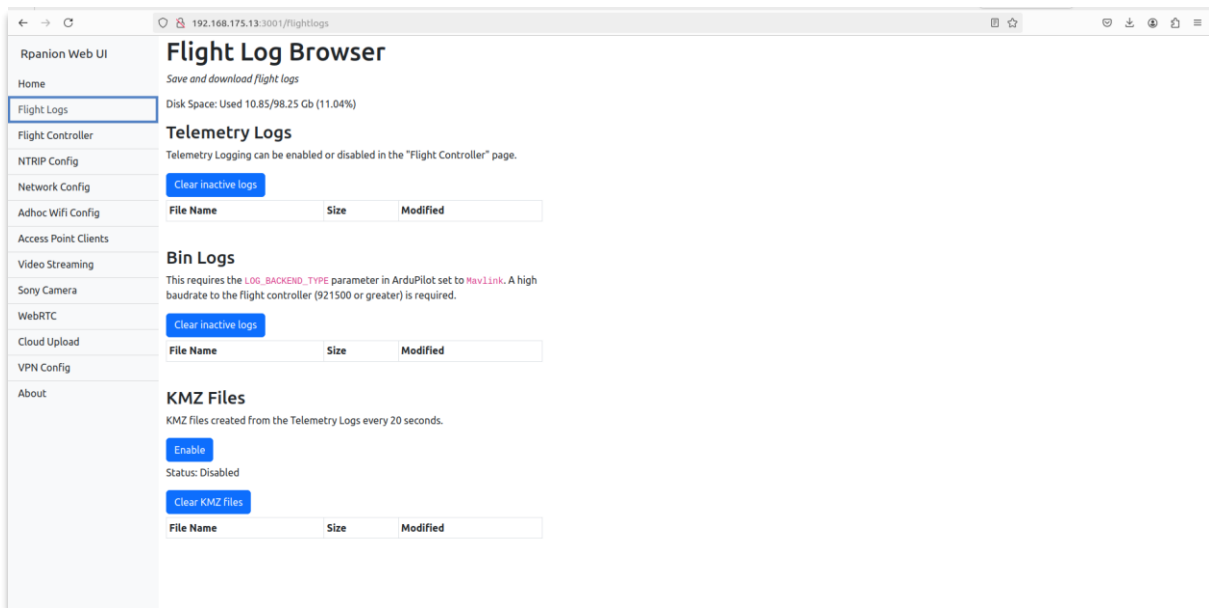 192.168.175.13:3001/flightlogs
Rpanion Web UI
Home
Flight Logs
Flight Controller
NTRIP Config
Network Config
Adhoc Wifi Config
Access Point Clients
Video Streaming
Sony Camera
WebRTC
Cloud Upload
VPN Config
About
Flight Log Browser
Save and download flight logs
Disk Space: Used 10.85/98.25 Gb (11.04%)
Telemetry Logs
Telemetry Logging can be enabled or disabled in the "Flight Controller" page.
Clear inactive logs
File Name Size Modified
Bin Logs
This requires the LOG_BACKEND_TYPE parameter in ArduPilot set to Mavlink. A high
baudrate to the flight controller (921500 or greater) is required.
Clear inactive logs
File Name Size Modified
KMZ Files
KMZ files created from the Telemetry Logs every 20 seconds.
Enable
Status: Disabled
Clear KMZ files
File Name Size Modified